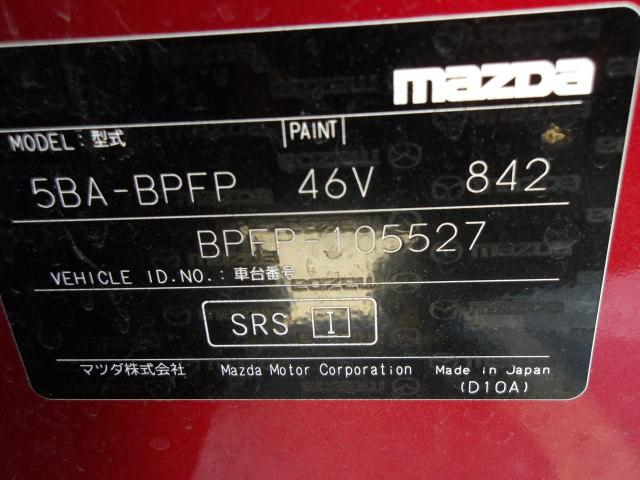 mazda
MODEL: 型式 PAINT
5BA-BPFP 46V 842
BPFP-105527
VEHICLE ID.NO.: 車台番号
SRS I
マツダ株式会社 Mazda Motor Corporation Made in Japan
(D10A)